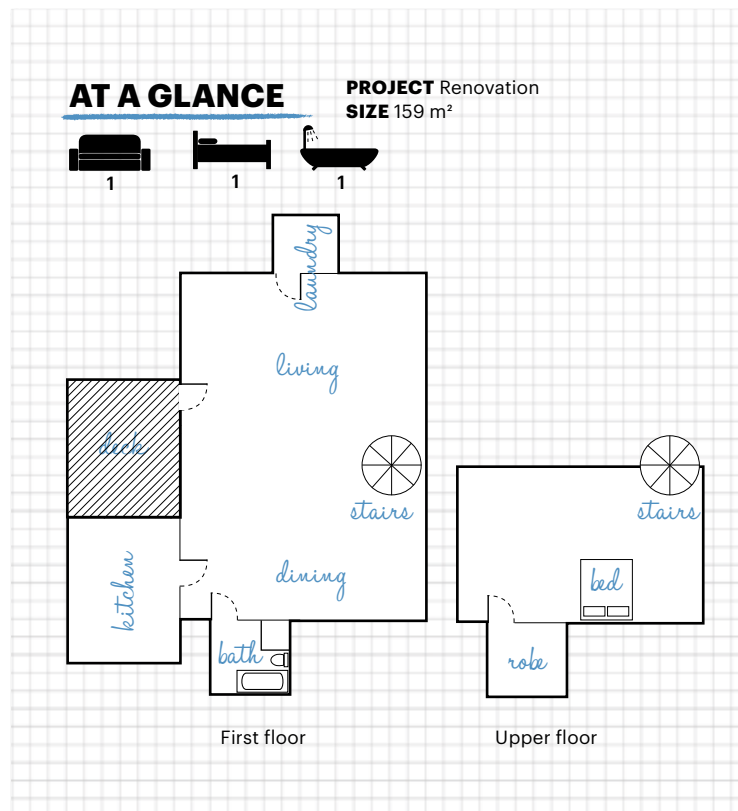 AT A GLANCE
PROJECT Renovation
SIZE 159 m²
1
1
1
laundry
living
deck
stairs
kitchen
dining
bath
stairs
bed
robe
First floor
Upper floor